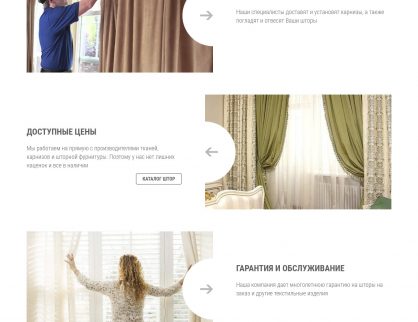 Наши специалисты доставят и установят карнизы, а также
погладят и отвесят Ваши шторы
ДОСТУПНЫЕ ЦЕНЫ
Мы работаем на прямую с производителями тканей,
карнизов и шторной фурнитуры. Поэтому у нас нет лишних
наценок и все в наличии
КАТАЛОГ ШТОР
ГАРАНТИЯ И ОБСЛУЖИВАНИЕ
Наша компания дает многолетнюю гарантию на шторы на
заказ и другие текстильные изделия